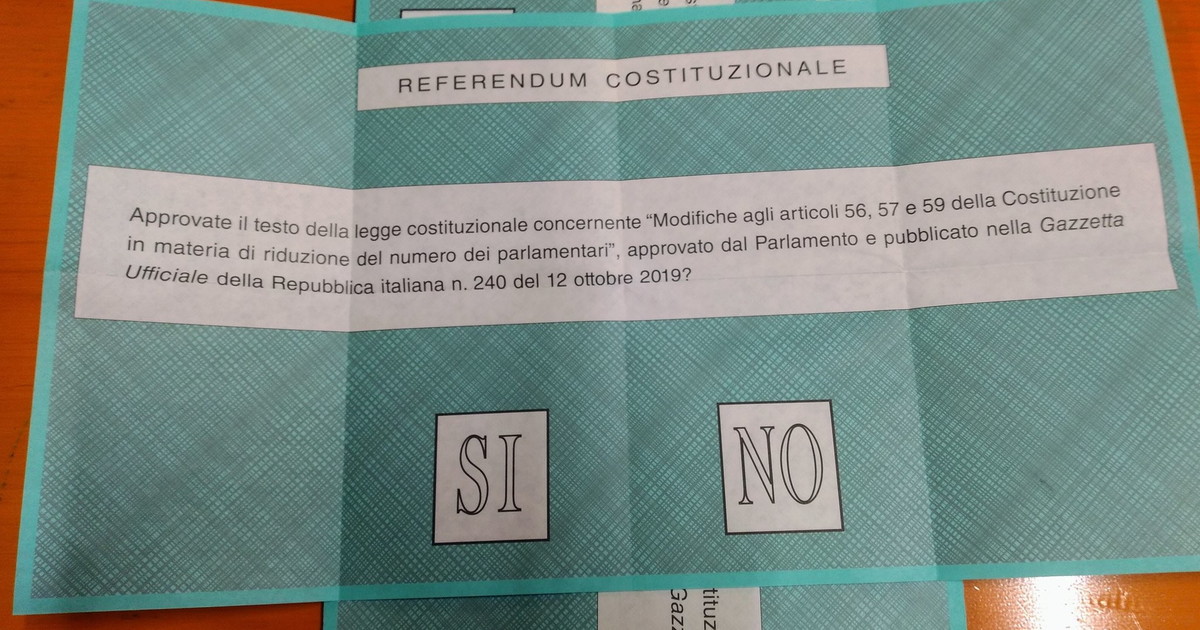 REFERENDUM COSTITUZIONALE
Approvate il testo della legge costituzionale concernente “Modifiche agli articoli 56, 57 e 59 della Costituzione
in materia di riduzione del numero dei parlamentari”, approvato dal Parlamento e pubblicato nella Gazzetta
Ufficiale della Repubblica italiana n. 240 del 12 ottobre 2019?
SI
NO